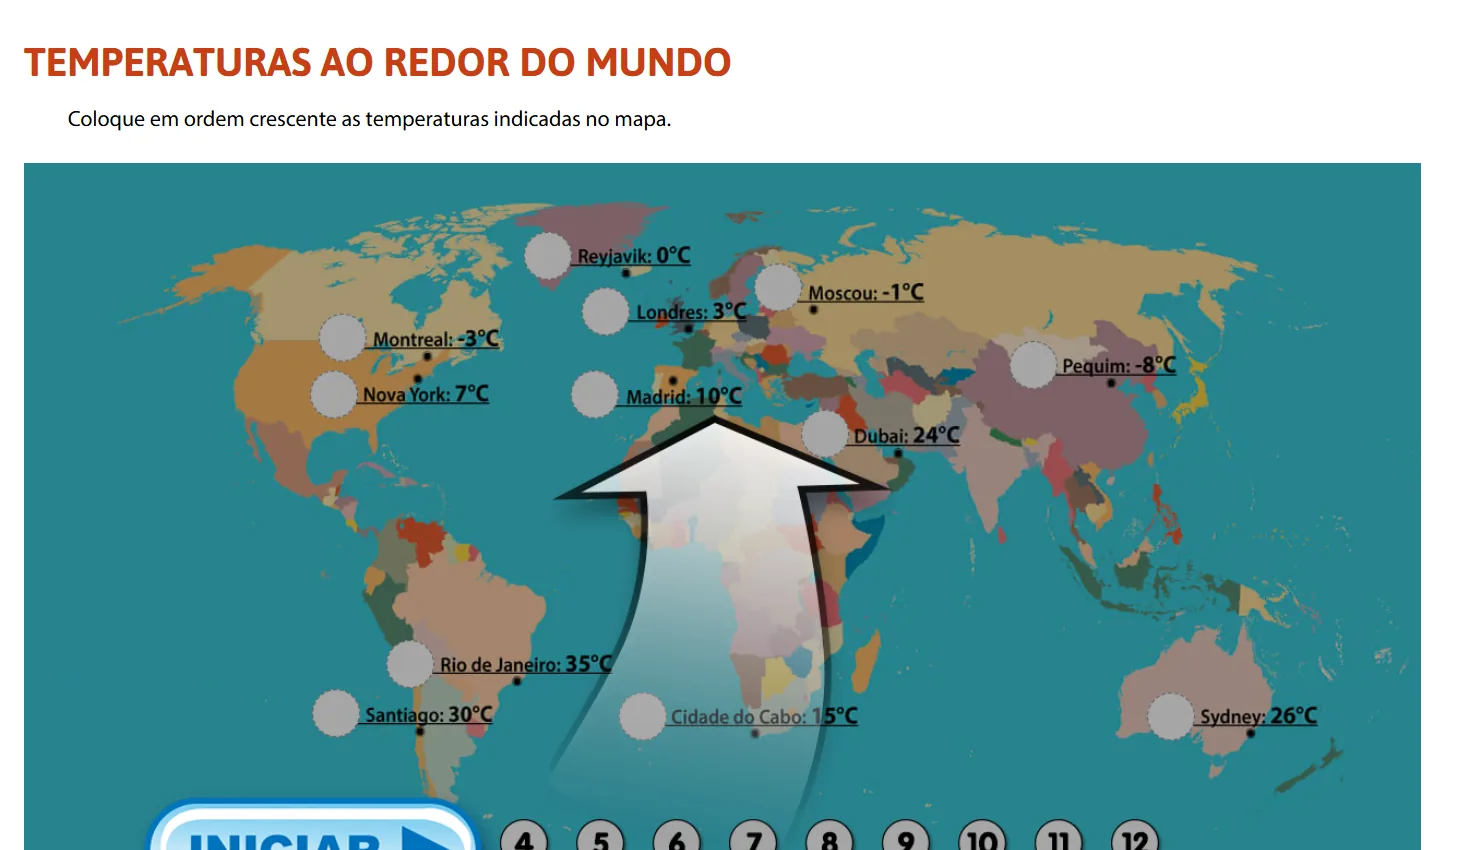 TEMPERATURAS AO REDOR DO MUNDO
Coloque em ordem crescente as temperaturas indicadas no mapa.
Reyjavik: 0°C
Moscou: -1°C
Londres: 3°C
Montreal: -3°C
Pequim: -8°C
Nova York: 7°C
Madrid: 10°C
Dubai: 24°C
Rio de Janeiro: 35°C
Santiago: 30°C
Cidade do Cabo: 15°C
Sydney: 26°C
INICIAR
4 5 6 7 8 9 10 11 12